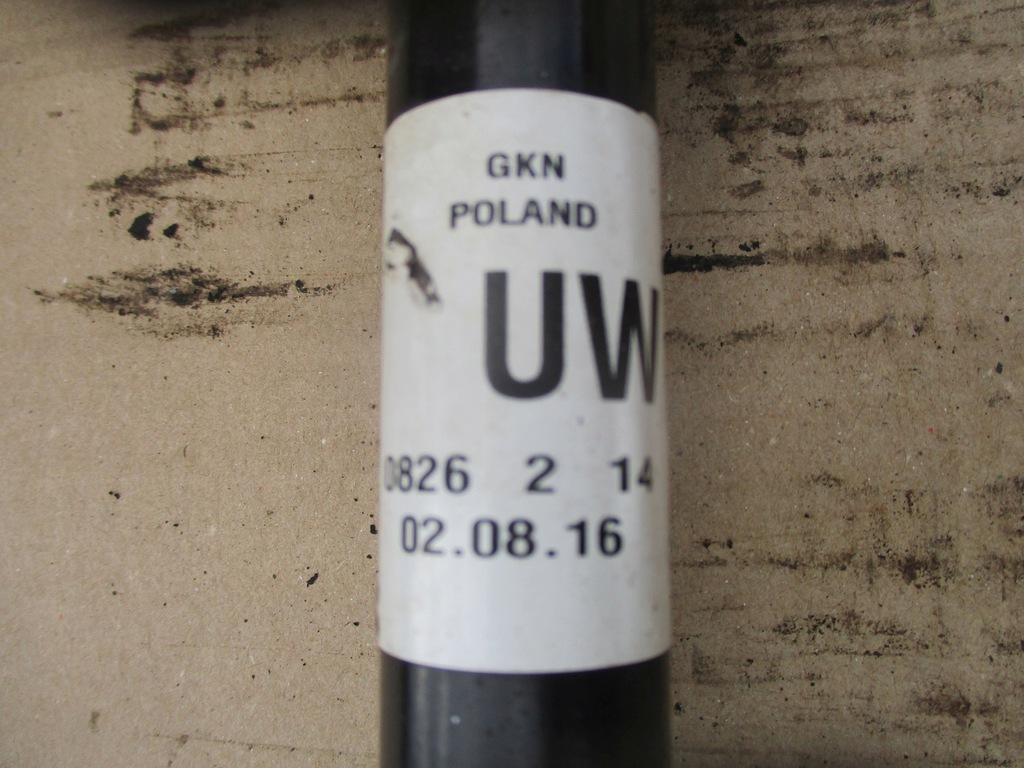 GKN
POLAND
UW
0826 2 14
02.08.16